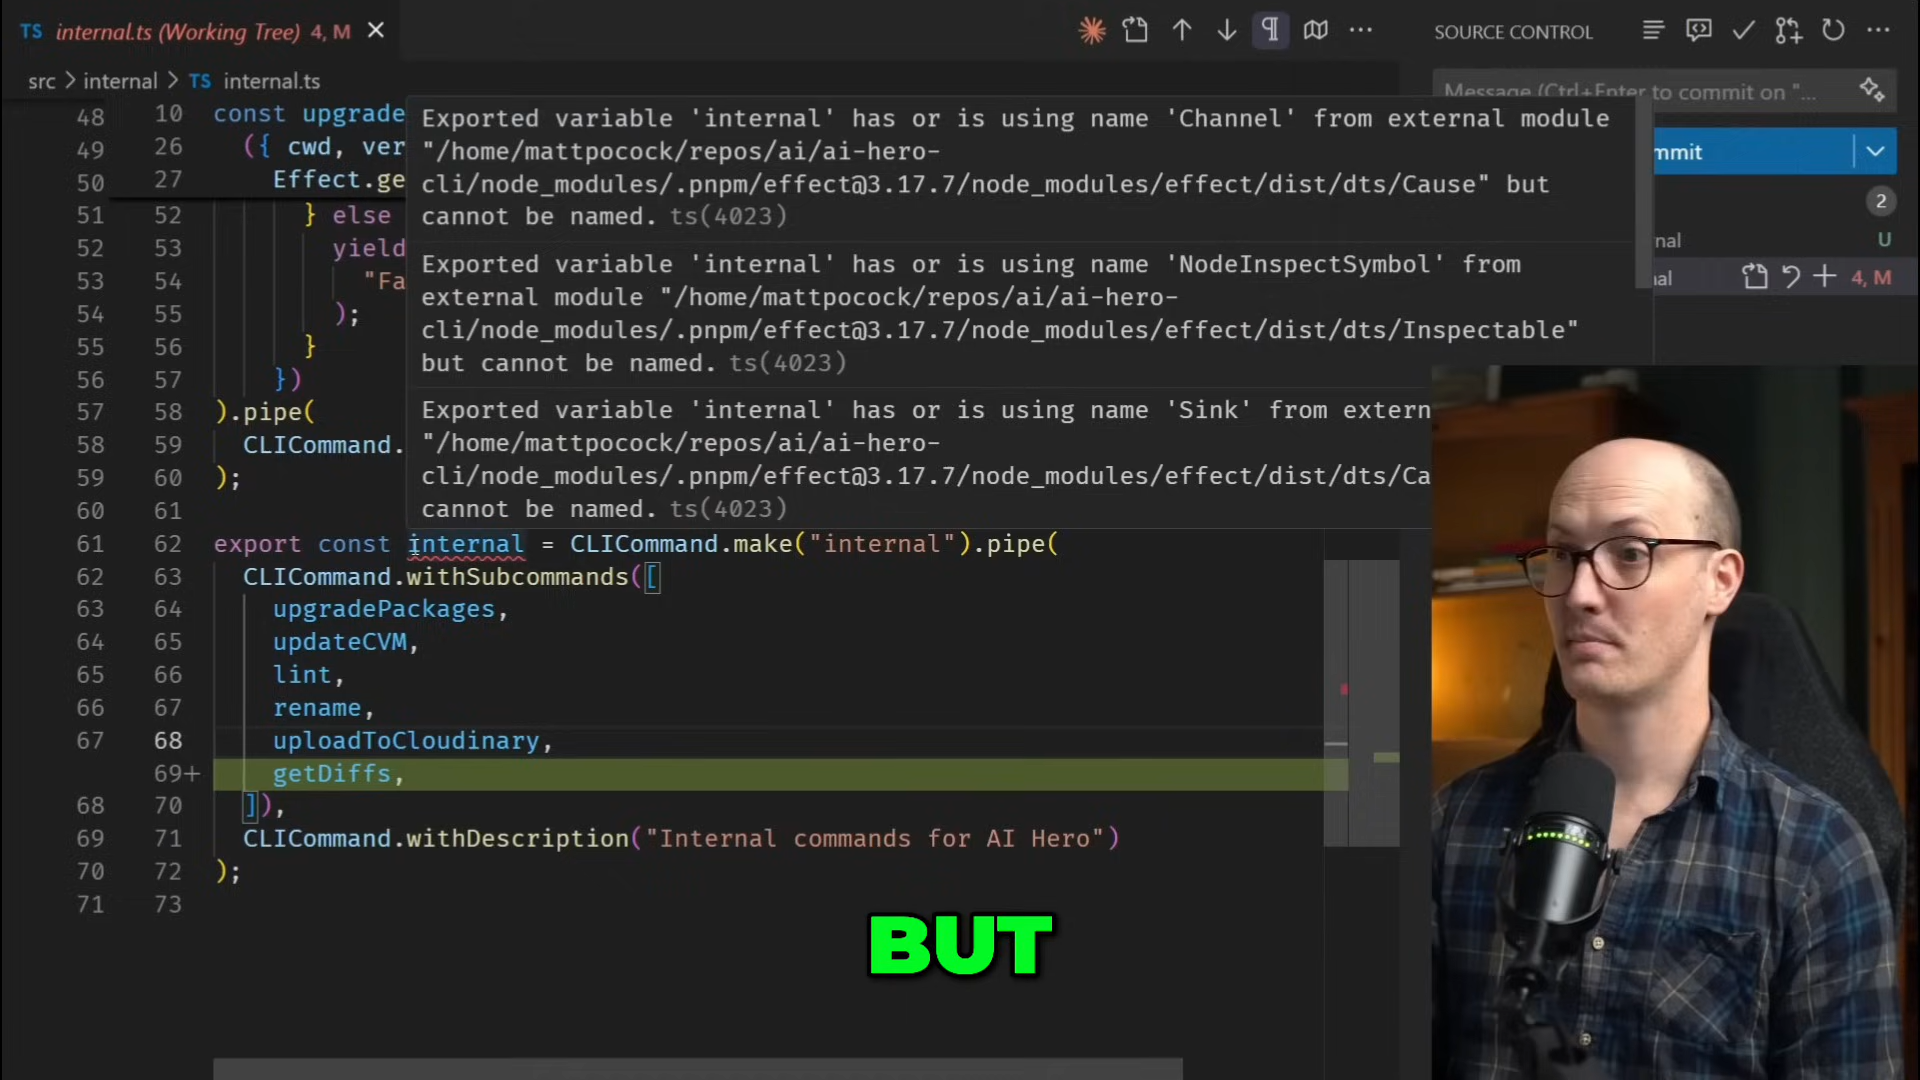 TS internal.ts (Working Tree) 4, M
SOURCE CONTROL
src > internal > TS internal.ts
Message (Ctrl+Enter to commit on "...
mmit
2
nal U
al 4, M
48 10 const upgrade
49 26 ({ cwd, ver
50 27 Effect.ge
51 52 } else
52 53 yield
53 54 "Fa
54 55 );
55 56 }
56 57 })
57 58 ).pipe(
58 59 CLICommand.
59 60 );
60 61
Exported variable 'internal' has or is using name 'Channel' from external module
"/home/mattpocock/repos/ai/ai-hero-
cli/node_modules/.pnpm/effect@3.17.7/node_modules/effect/dist/dts/Cause" but
cannot be named. ts(4023)
Exported variable 'internal' has or is using name 'NodeInspectSymbol' from
external module "/home/mattpocock/repos/ai/ai-hero-
cli/node_modules/.pnpm/effect@3.17.7/node_modules/effect/dist/dts/Inspectable"
but cannot be named. ts(4023)
Exported variable 'internal' has or is using name 'Sink' from extern
"/home/mattpocock/repos/ai/ai-hero-
cli/node_modules/.pnpm/effect@3.17.7/node_modules/effect/dist/dts/Ca
cannot be named. ts(4023)
61 62 export const internal = CLICommand.make("internal").pipe(
62 63 CLICommand.withSubcommands([
63 64 upgradePackages,
64 65 updateCVM,
65 66 lint,
66 67 rename,
67 68 uploadToCloudinary,
69+ getDiffs,
68 70 ]),
69 71 CLICommand.withDescription("Internal commands for AI Hero")
70 72 );
71 73
BUT